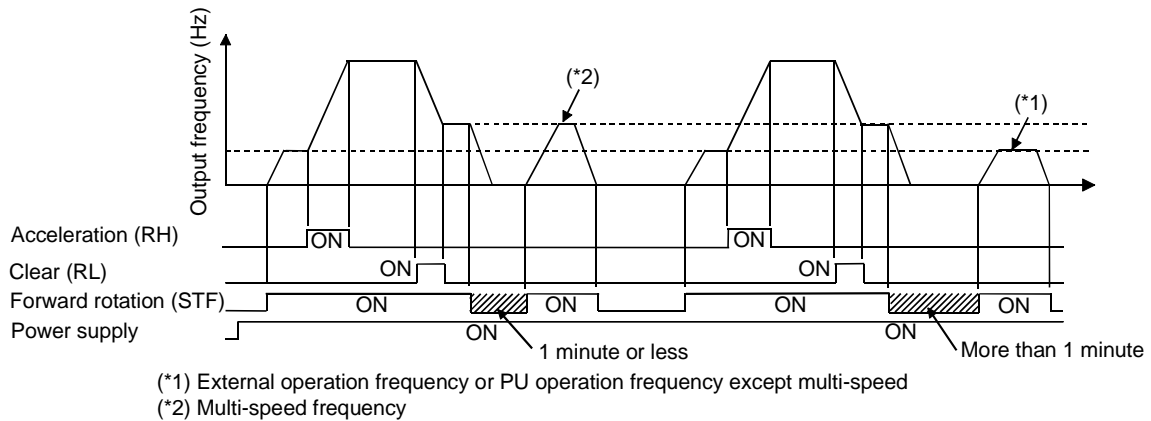 Output frequency (Hz)
(*2)
(*1)
Acceleration (RH)
ON
ON
Clear (RL)
ON
ON
Forward rotation (STF)
ON
ON
ON
ON
Power supply
ON
ON
1 minute or less
More than 1 minute
(*1) External operation frequency or PU operation frequency except multi-speed
(*2) Multi-speed frequency